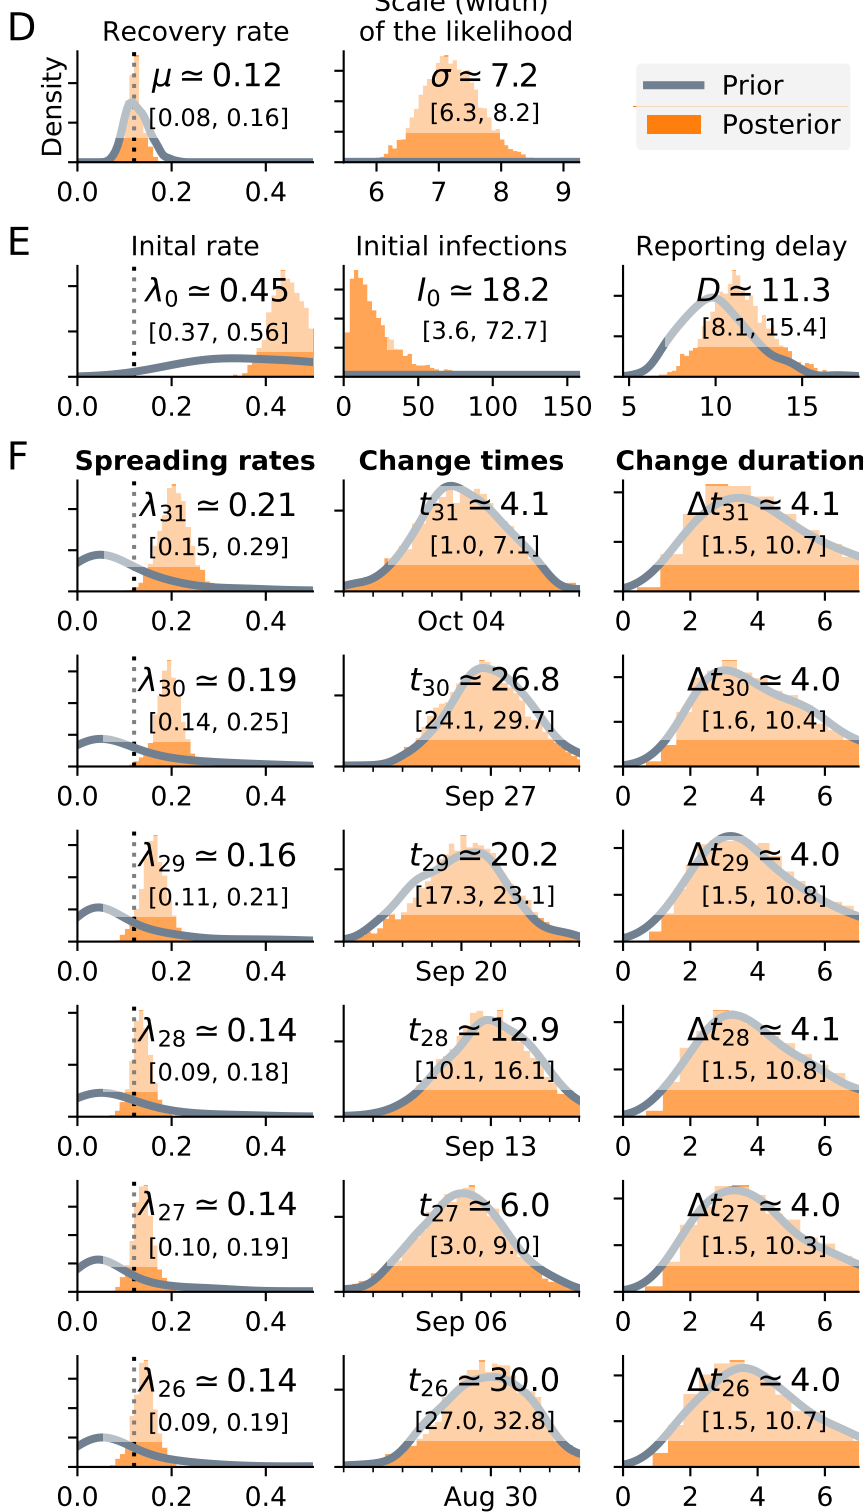 D
Scale (width)
Recovery rate
of the likelihood
Density
μ ≃ 0.12
[0.08, 0.16]
σ ≃ 7.2
[6.3, 8.2]
Prior
Posterior
0.0 0.2 0.4
6 7 8 9
E
Inital rate
Initial infections
Reporting delay
λ0 ≃ 0.45
[0.37, 0.56]
I0 ≃ 18.2
[3.6, 72.7]
D ≃ 11.3
[8.1, 15.4]
0.0 0.2 0.4
0 50 100 150
5 10 15
F
Spreading rates
Change times
Change duration
λ31 ≃ 0.21
[0.15, 0.29]
t31 ≃ 4.1
[1.0, 7.1]
Δt31 ≃ 4.1
[1.5, 10.7]
0.0 0.2 0.4
Oct 04
0 2 4 6
λ30 ≃ 0.19
[0.14, 0.25]
t30 ≃ 26.8
[24.1, 29.7]
Δt30 ≃ 4.0
[1.6, 10.4]
0.0 0.2 0.4
Sep 27
0 2 4 6
λ29 ≃ 0.16
[0.11, 0.21]
t29 ≃ 20.2
[17.3, 23.1]
Δt29 ≃ 4.0
[1.5, 10.8]
0.0 0.2 0.4
Sep 20
0 2 4 6
λ28 ≃ 0.14
[0.09, 0.18]
t28 ≃ 12.9
[10.1, 16.1]
Δt28 ≃ 4.1
[1.5, 10.8]
0.0 0.2 0.4
Sep 13
0 2 4 6
λ27 ≃ 0.14
[0.10, 0.19]
t27 ≃ 6.0
[3.0, 9.0]
Δt27 ≃ 4.0
[1.5, 10.3]
0.0 0.2 0.4
Sep 06
0 2 4 6
λ26 ≃ 0.14
[0.09, 0.19]
t26 ≃ 30.0
[27.0, 32.8]
Δt26 ≃ 4.0
[1.5, 10.7]
0.0 0.2 0.4
Aug 30
0 2 4 6